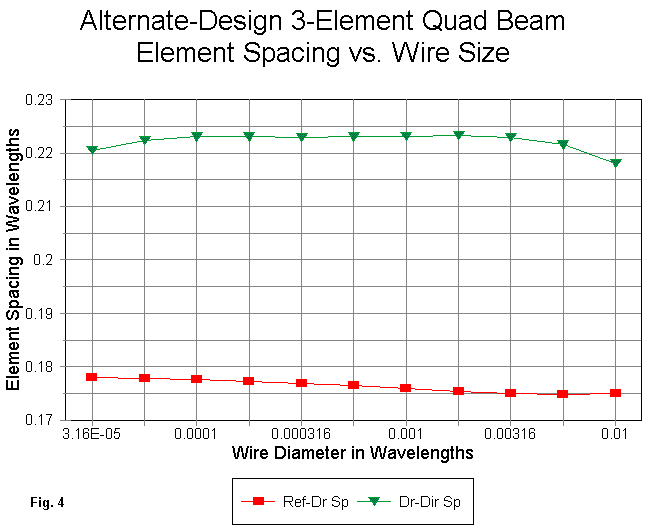 Alternate-Design 3-Element Quad Beam
Element Spacing vs. Wire Size
Element Spacing in Wavelengths
0.23
0.22
0.21
0.2
0.19
0.18
0.17
3.16E-05
0.0001
0.000316
0.001
0.00316
0.01
Wire Diameter in Wavelengths
Fig. 4
Ref-Dr Sp
Dr-Dir Sp